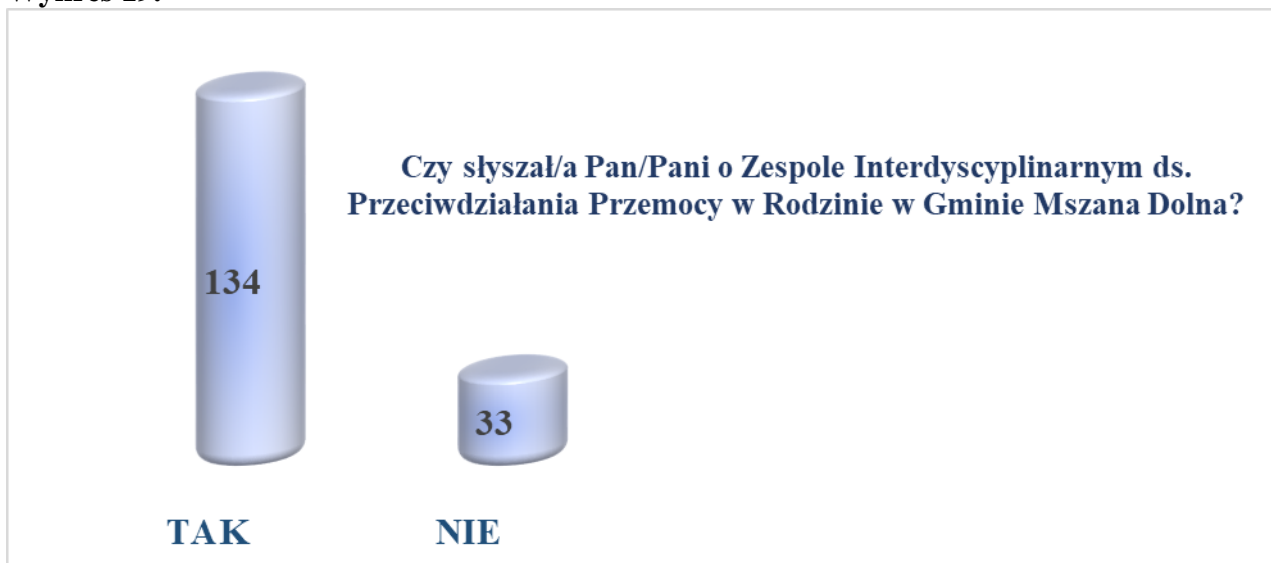 Czy słyszał/a Pan/Pani o Zespole Interdyscyplinarnym ds.
Przeciwdziałania Przemocy w Rodzinie w Gminie Mszana Dolna?
134
33
TAK NIE